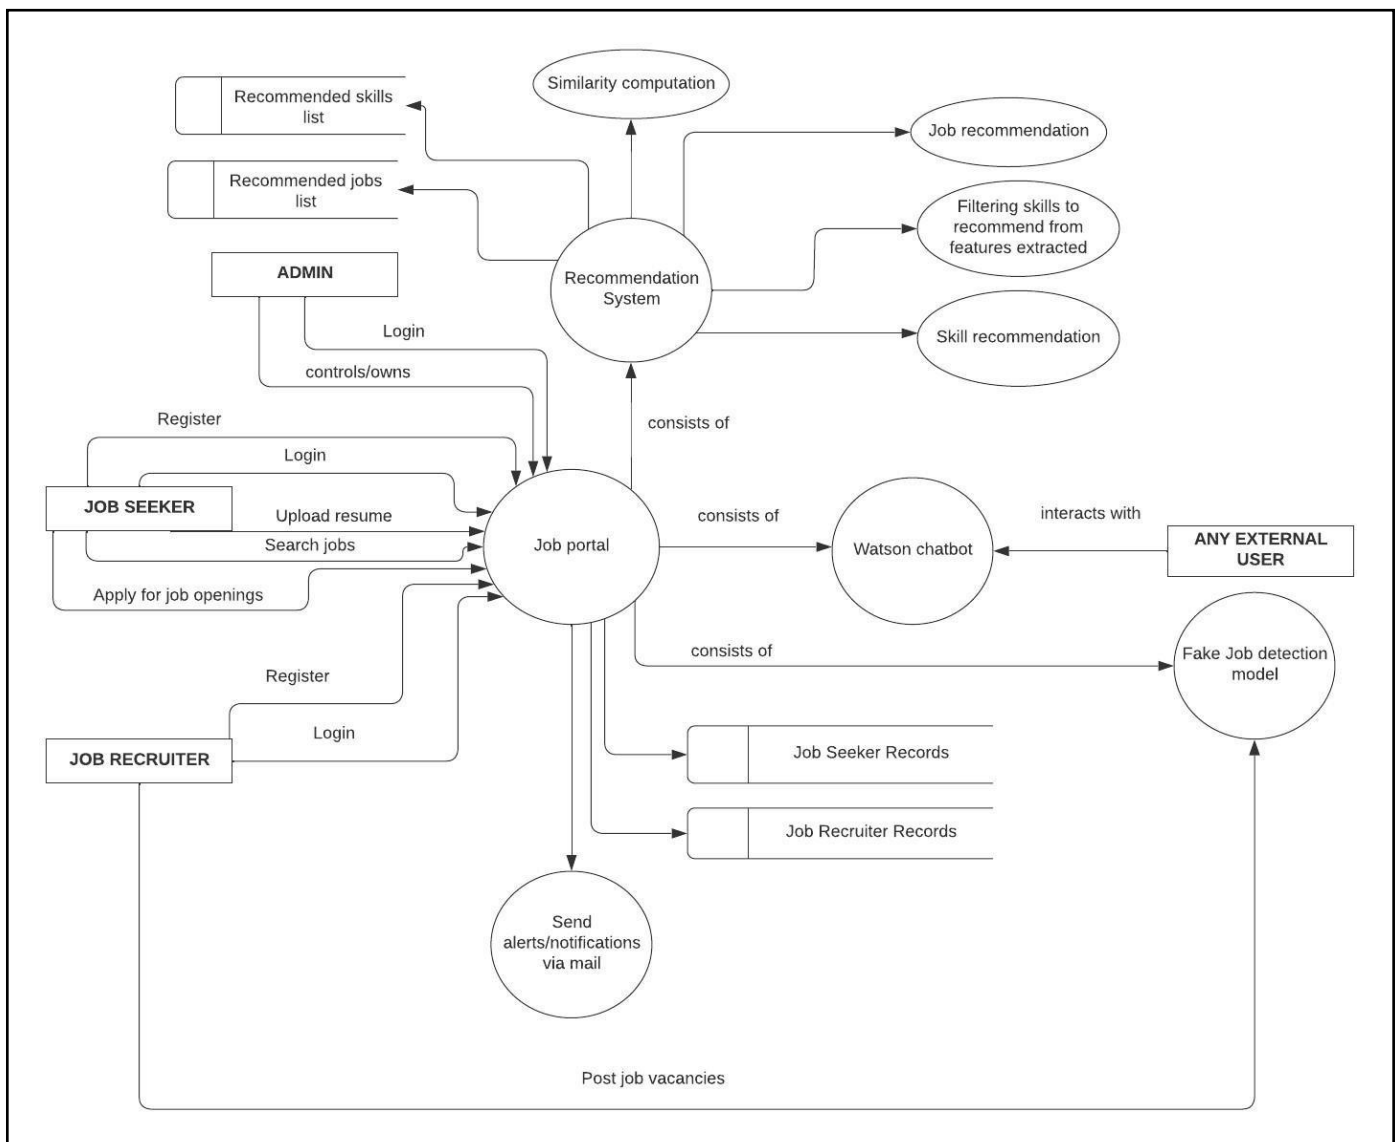 Similarity computation
Recommended skills
list
Job recommendation
Recommended jobs
list
Filtering skills to
recommend from
features extracted
ADMIN
Recommendation
System
Login
Skill recommendation
controls/owns
Register
consists of
Login
JOB SEEKER
Upload resume
consists of
interacts with
Search jobs
Job portal
Watson chatbot
ANY EXTERNAL
USER
Apply for job openings
consists of
Fake Job detection
model
Register
Login
JOB RECRUITER
Job Seeker Records
Job Recruiter Records
Send
alerts/notifications
via mail
Post job vacancies